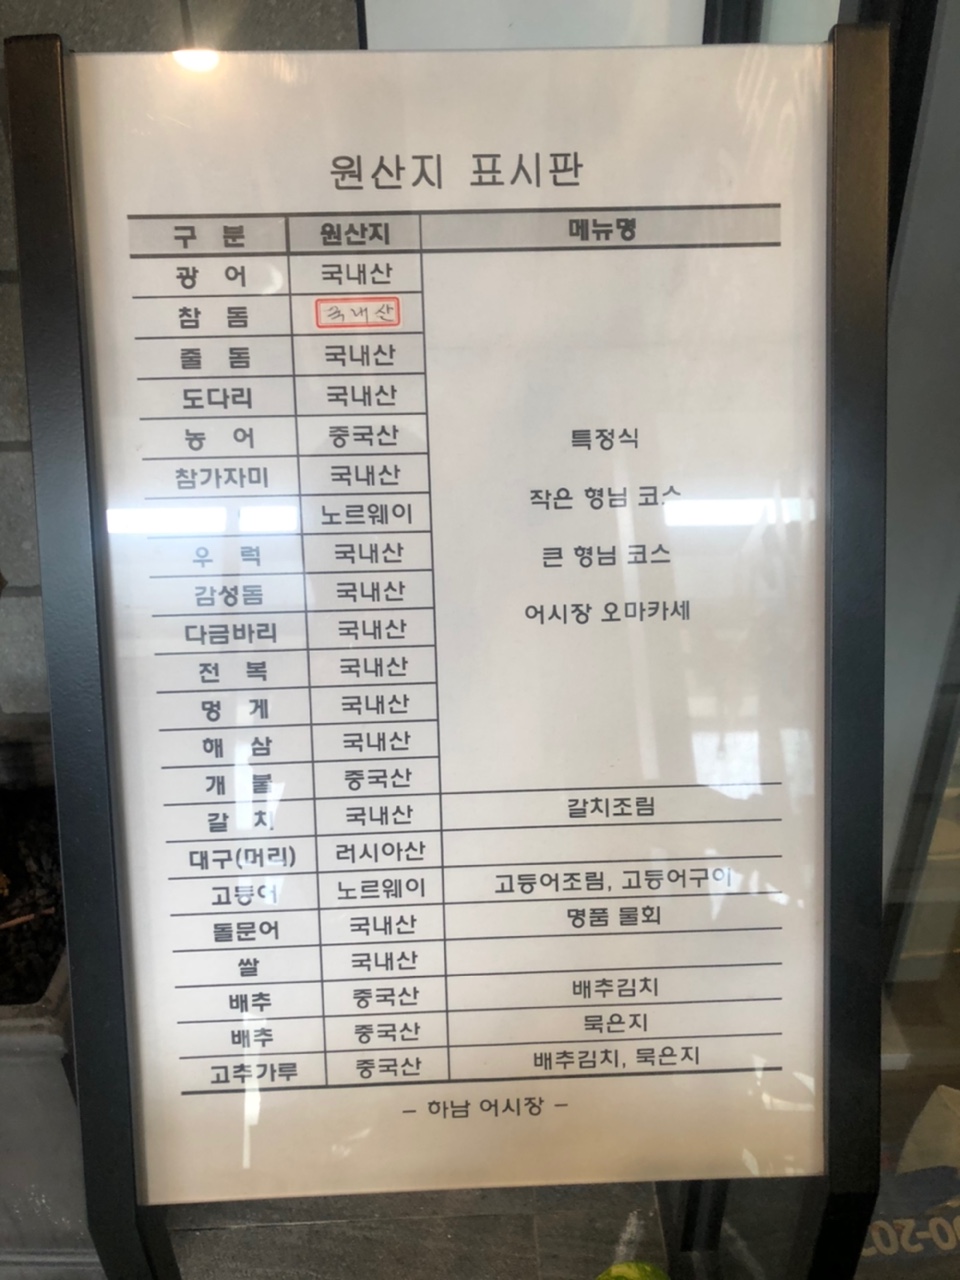 원산지 표시판
구 분 원산지 메뉴명
광 어 국내산
참 돔 국내산
줄 돔 국내산
도다리 국내산
농 어 중국산
특정식
참가자미 국내산
작은 형님 코스
노르웨이
우 럭 국내산
큰 형님 코스
감성돔 국내산
어시장 오마카세
다금바리 국내산
전 복 국내산
멍 게 국내산
해 삼 국내산
개 불 중국산
갈 치 국내산 갈치조림
대구(머리) 러시아산
고등어 노르웨이 고등어조림, 고등어구이
돌문어 국내산 명품 물회
쌀 국내산
배추 중국산 배추김치
배추 중국산 묵은지
고추가루 중국산 배추김치, 묵은지
– 하남 어시장 –